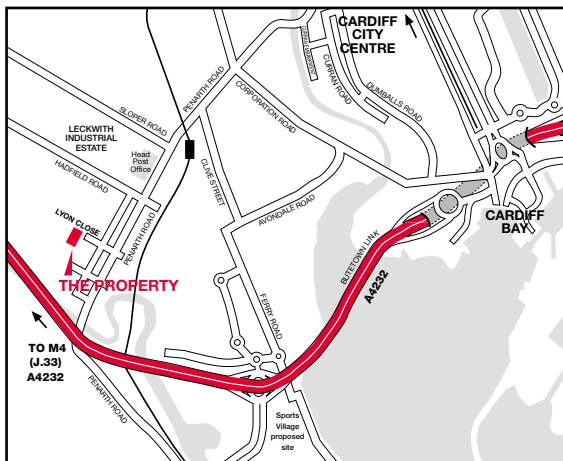 CARDIFF
CITY
CENTRE
CURRAN ROAD
DUMBALLS ROAD
PENARTH ROAD
CORPORATION ROAD
SLOPER ROAD
LECKWITH
INDUSTRIAL
ESTATE
Head
Post
Office
HADFIELD ROAD
CLIVE STREET
AVONDALE ROAD
LYON CLOSE
PENARTH ROAD
CARDIFF
BAY
BUTETOWN LINK
A4232
THE PROPERTY
FERRY ROAD
TO M4
(J.33)
A4232
PENARTH ROAD
Sports
Village
proposed
site